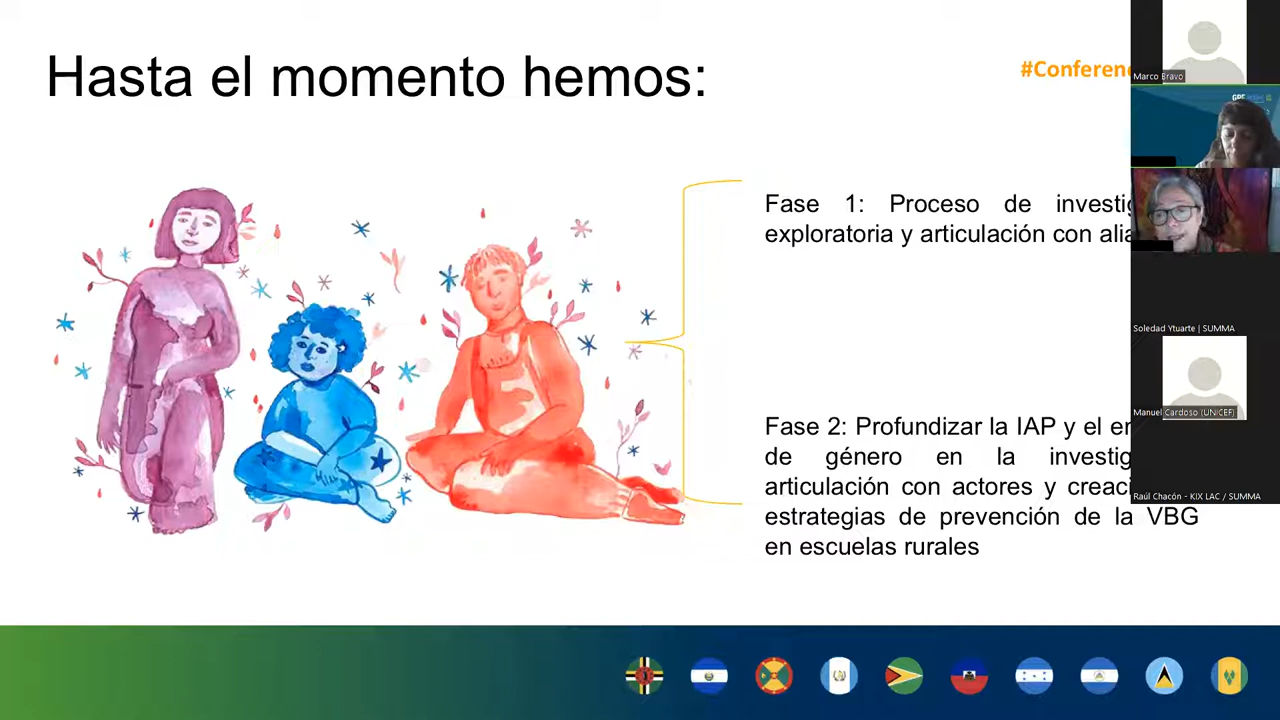 Hasta el momento hemos:
#Conferenc
Fase 1: Proceso de investig
exploratoria y articulación con alia
Fase 2: Profundizar la IAP y el en
de género en la investig
articulación con actores y creaci
estrategias de prevención de la VBG
en escuelas rurales
Marco Bravo
Soledad Ytuarte | SUMMA
Manuel Cardoso (UNICEF)
Raúl Chacón - KIX LAC / SUMMA